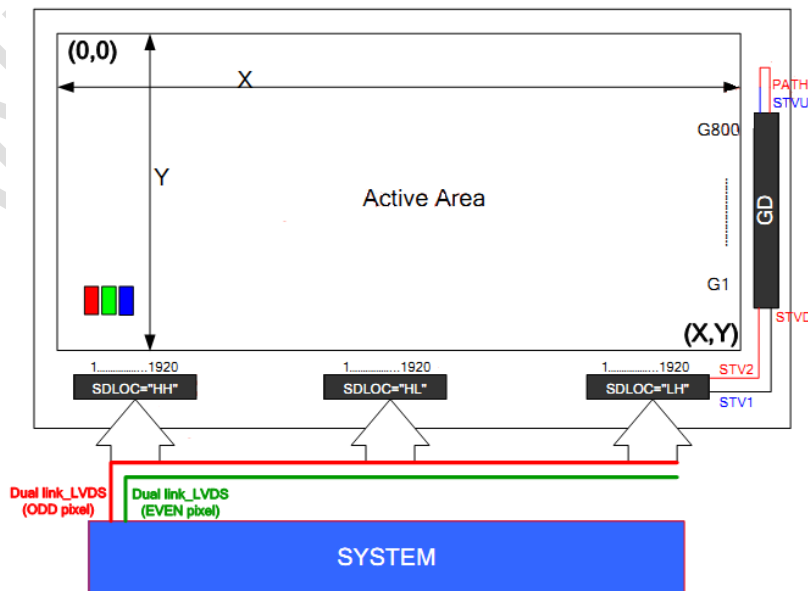 (0,0)
X
PATH
STVU
G800
Y
Active Area
GD
G1
STVD
(X,Y)
1................1920
1................1920
1................1920
STV2
SDLOC="HH"
SDLOC="HL"
SDLOC="LH"
STV1
Dual link_LVDS
(ODD pixel)
Dual link_LVDS
(EVEN pixel)
SYSTEM